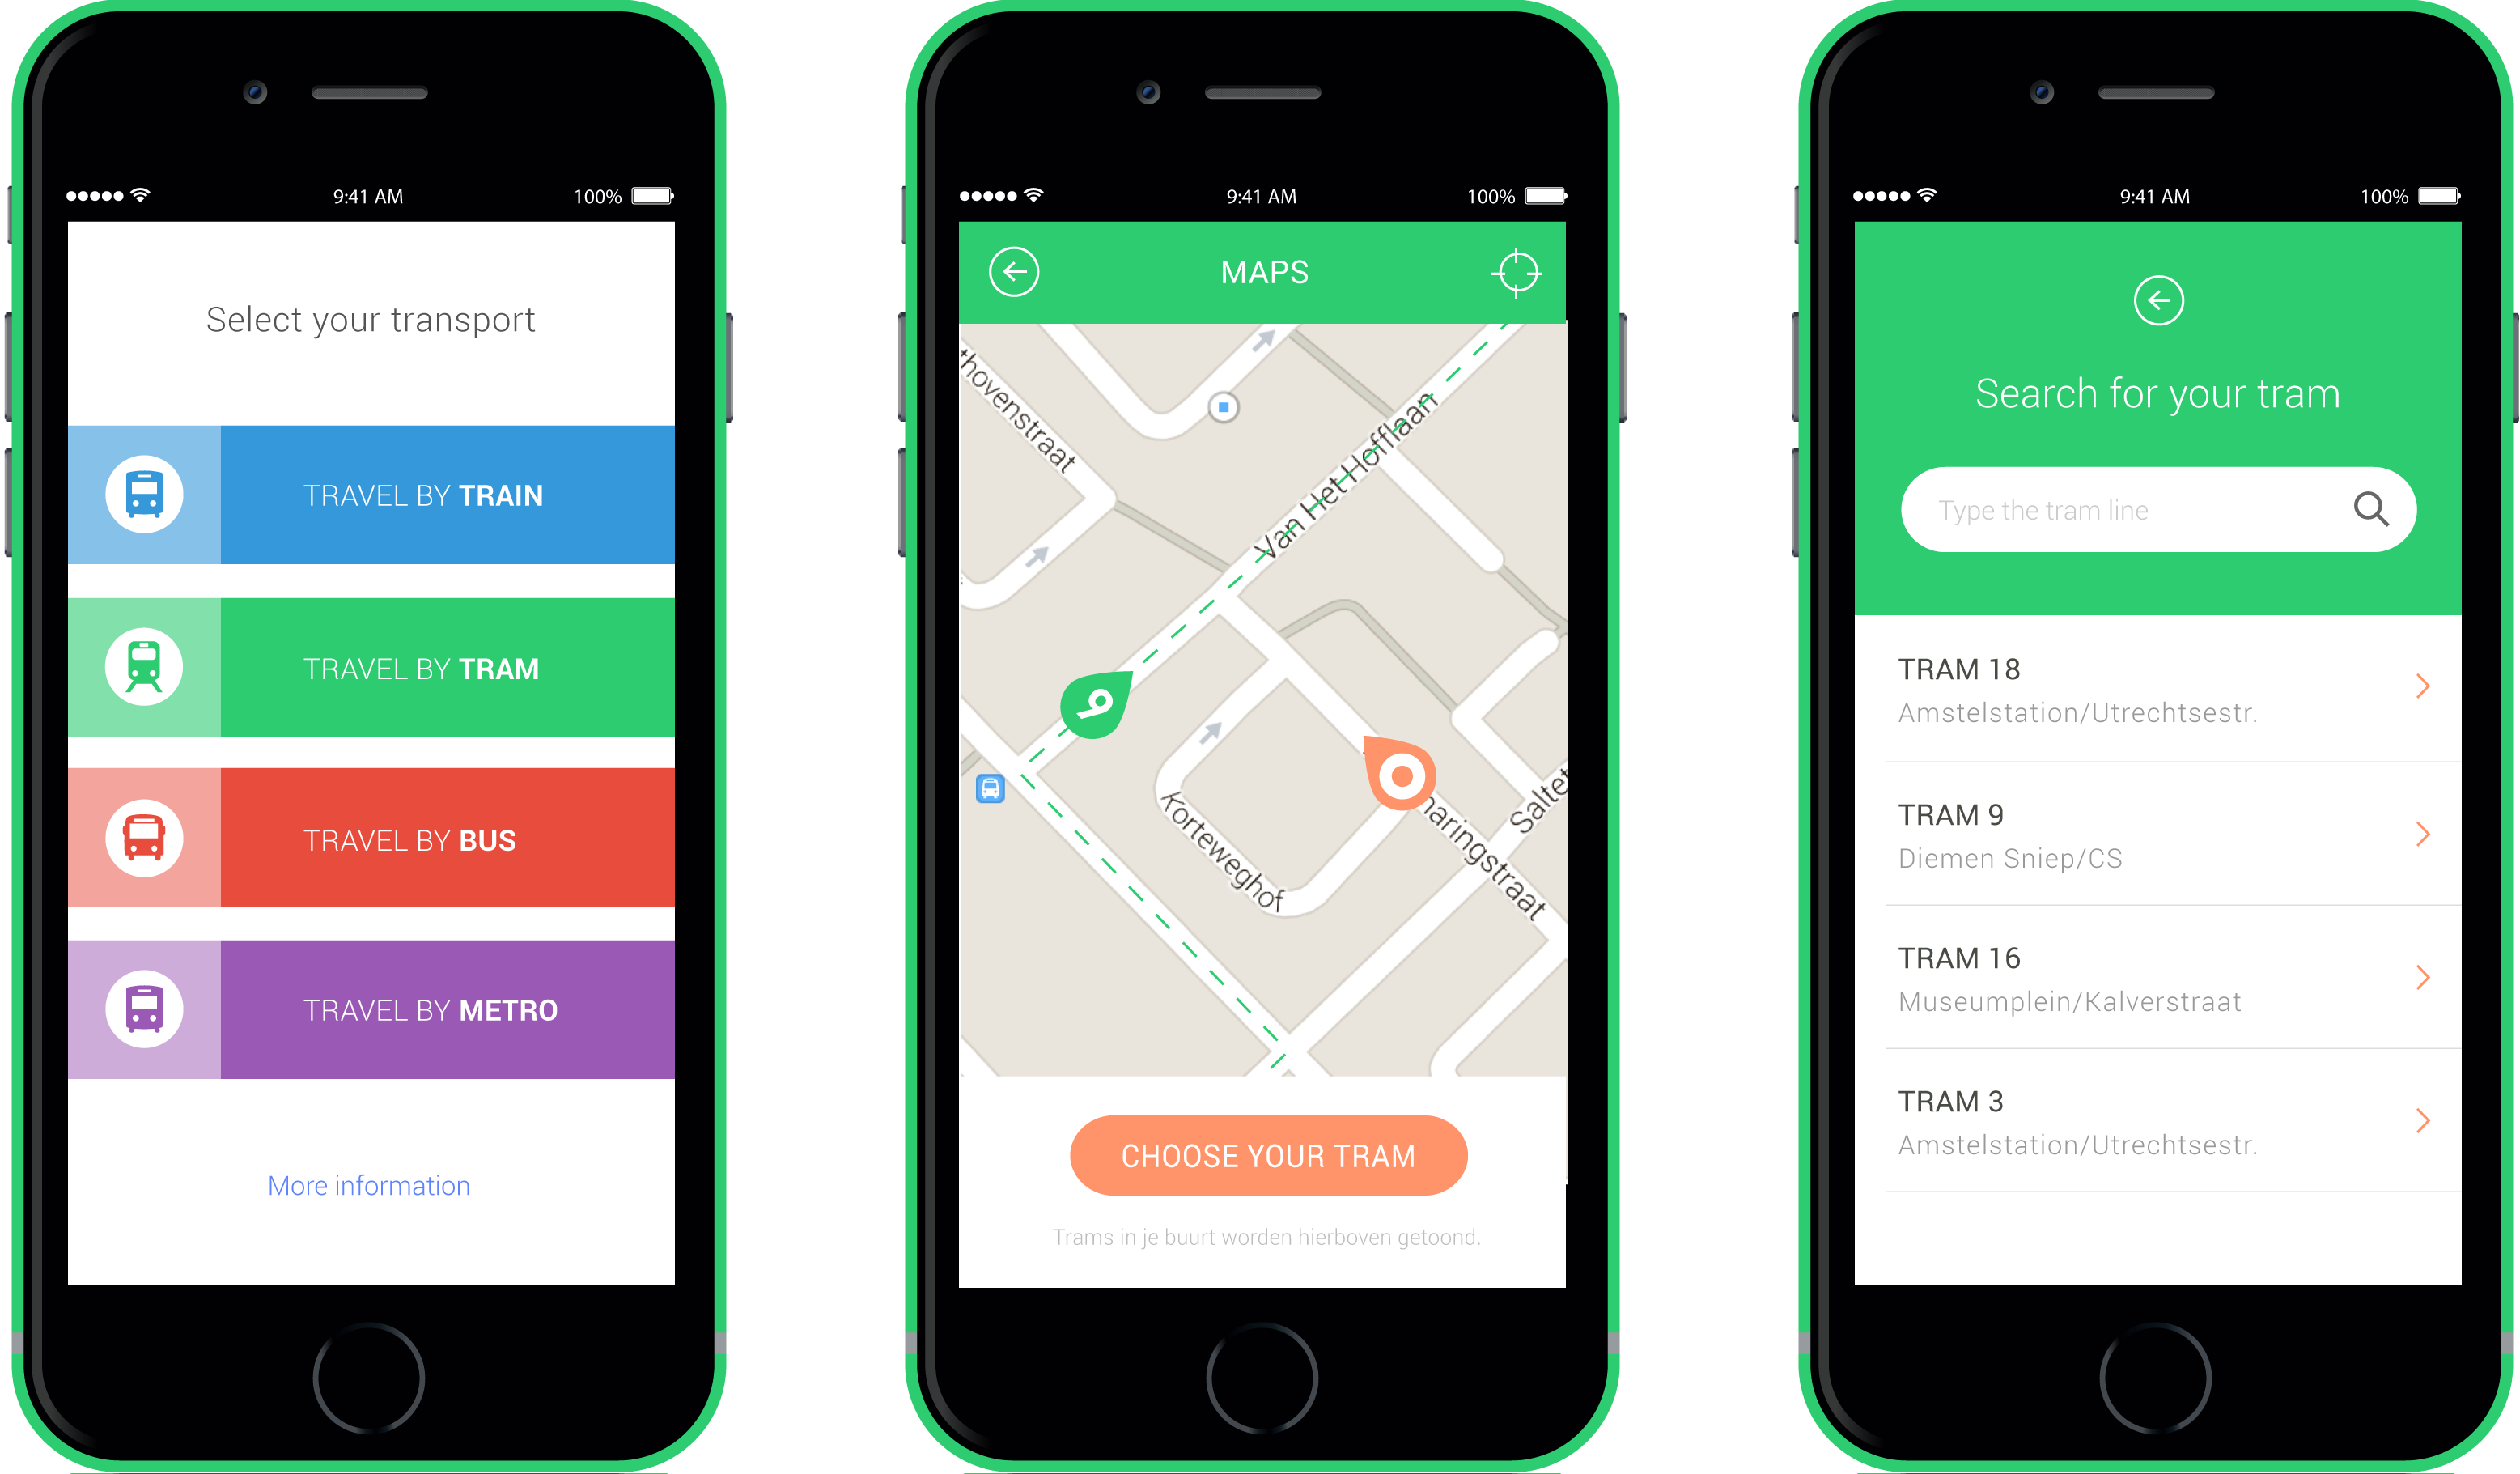 9:41 AM
100%
Select your transport
TRAVEL BY TRAIN
TRAVEL BY TRAM
TRAVEL BY BUS
TRAVEL BY METRO
More information
9:41 AM
100%
MAPS
thovenstraat
Van Het Hofflaan
9
Korteweghof
haringstraat
Saltet
CHOOSE YOUR TRAM
Trams in je buurt worden hierboven getoond.
9:41 AM
100%
Search for your tram
Type the tram line
TRAM 18
Amstelstation/Utrechtsestr.
TRAM 9
Diemen Sniep/CS
TRAM 16
Museumplein/Kalverstraat
TRAM 3
Amstelstation/Utrechtsestr.